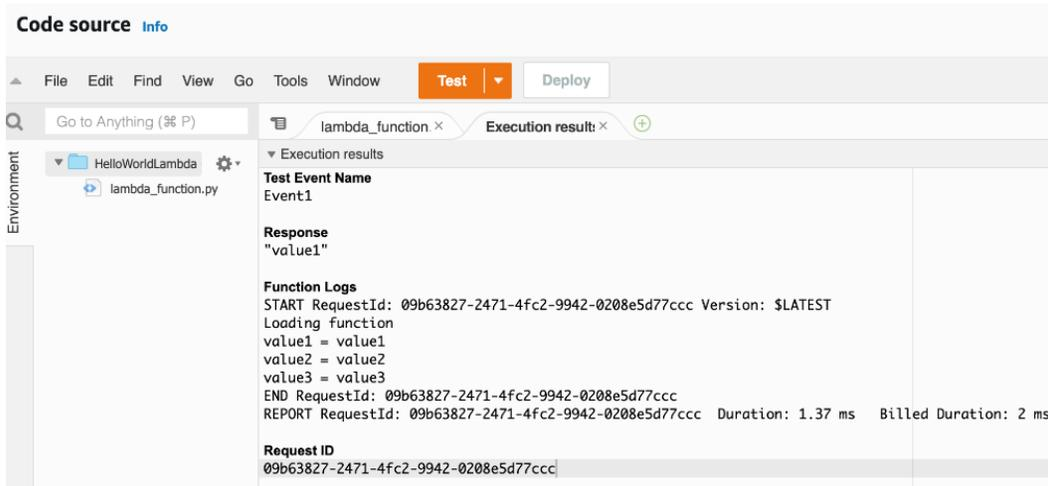 Code source Info
File Edit Find View Go Tools Window Test Deploy
Go to Anything (⌘ P)
lambda_function. Execution results
Environment
HelloWorldLambda
lambda_function.py
Execution results
Test Event Name
Event1
Response
"value1"
Function Logs
START RequestId: 09b63827-2471-4fc2-9942-0208e5d77ccc Version: $LATEST
Loading function
value1 = value1
value2 = value2
value3 = value3
END RequestId: 09b63827-2471-4fc2-9942-0208e5d77ccc
REPORT RequestId: 09b63827-2471-4fc2-9942-0208e5d77ccc Duration: 1.37 ms Billed Duration: 2 ms
Request ID
09b63827-2471-4fc2-9942-0208e5d77ccc